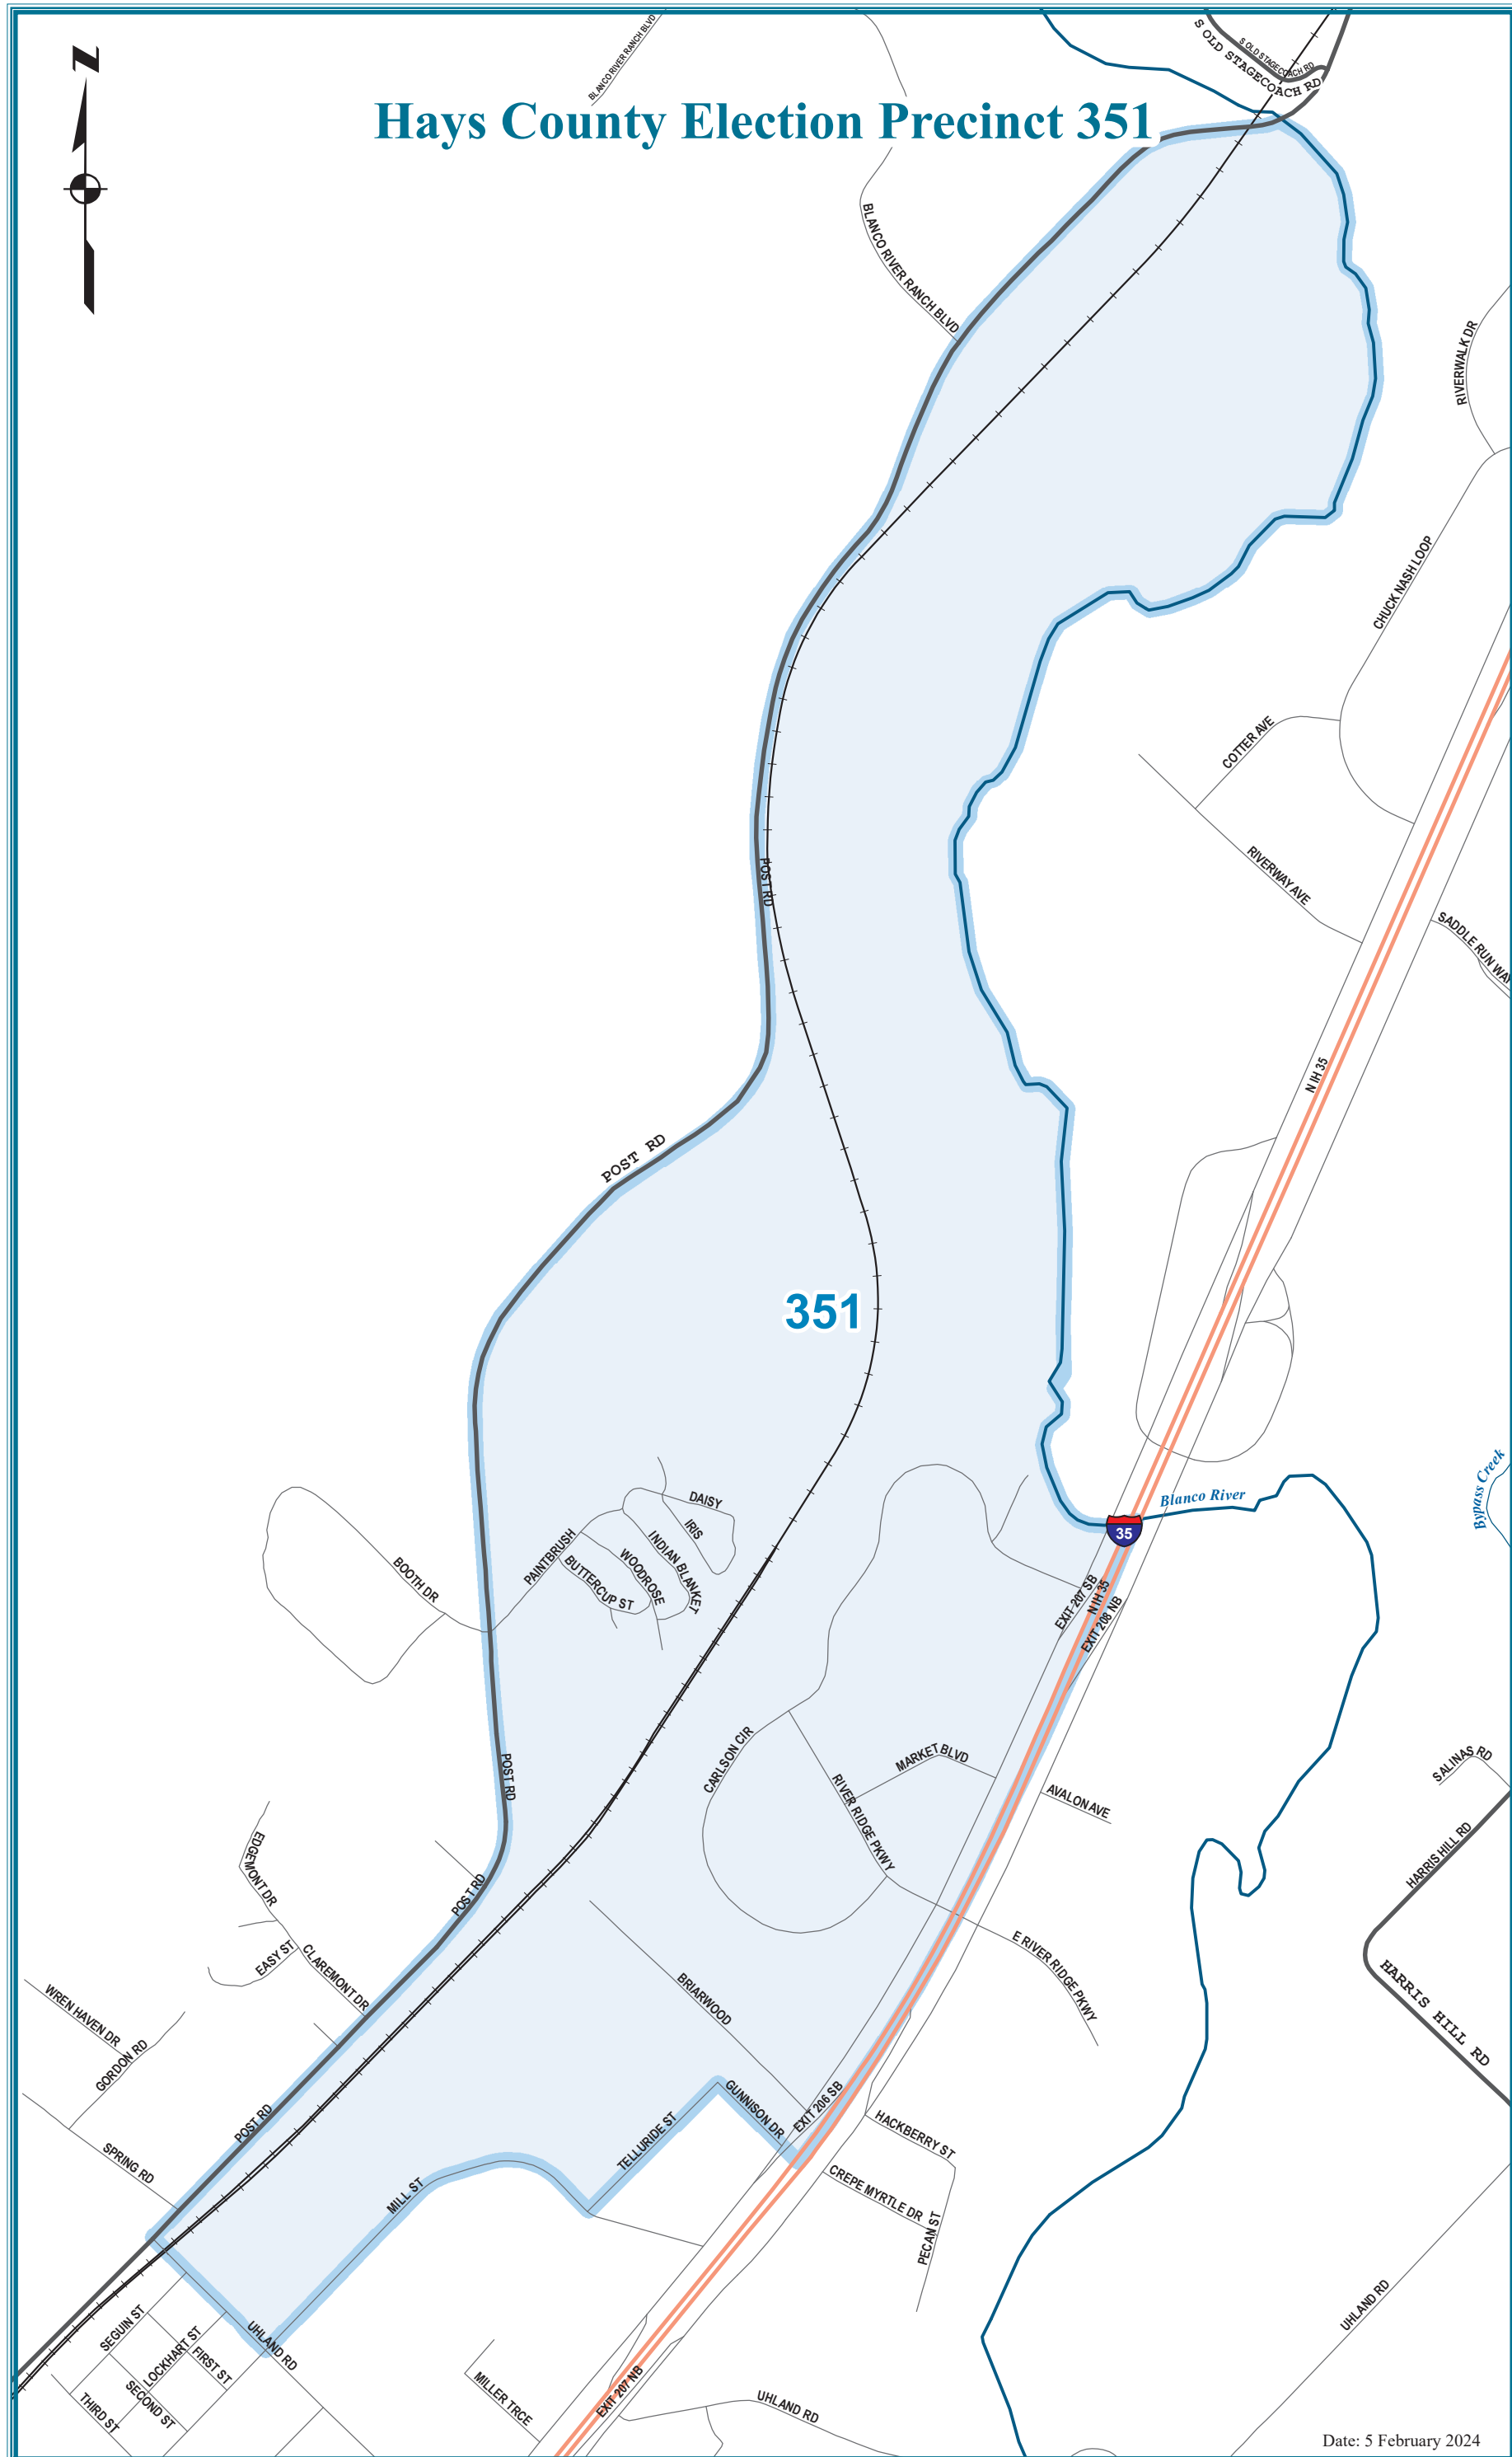 N
BLANCO RIVER RANCH BLVD
S OLD STAGECOACH RD
S OLD STAGECOACH RD
Hays County Election Precinct 351
BLANCO RIVER RANCH BLVD
RIVERWALK DR
CHUCK NASH LOOP
COTTER AVE
RIVERWAY AVE
POST RD
SADDLE RUN WAY
N IH 35
POST RD
351
Bypass Creek
Blanco River
35
DAISY
IRIS
INDIAN BLANKET
WOODROSE
PAINTBRUSH
BUTTERCUP ST
BOOTH DR
EXIT 207 SB
N IH 35
EXIT 208 NB
CARLSON CIR
MARKET BLVD
RIVER RIDGE PKWY
AVALON AVE
SALINAS RD
HARRIS HILL RD
POST RD
EDGEMONT DR
POST RD
EASY ST
CLAREMONT DR
E RIVER RIDGE PKWY
HARRIS HILL RD
WREN HAVEN DR
GORDON RD
BRIARWOOD
POST RD
SPRING RD
GUNNISON DR
EXIT 206 SB
TELLURIDE ST
HACKBERRY ST
CREPE MYRTLE DR
PECAN ST
MILL ST
UHLAND RD
SEGUIN ST
LOCKHART ST
FIRST ST
UHLAND RD
SECOND ST
THIRD ST
MILLER TRCE
EXIT 207 NB
UHLAND RD
Date: 5 February 2024